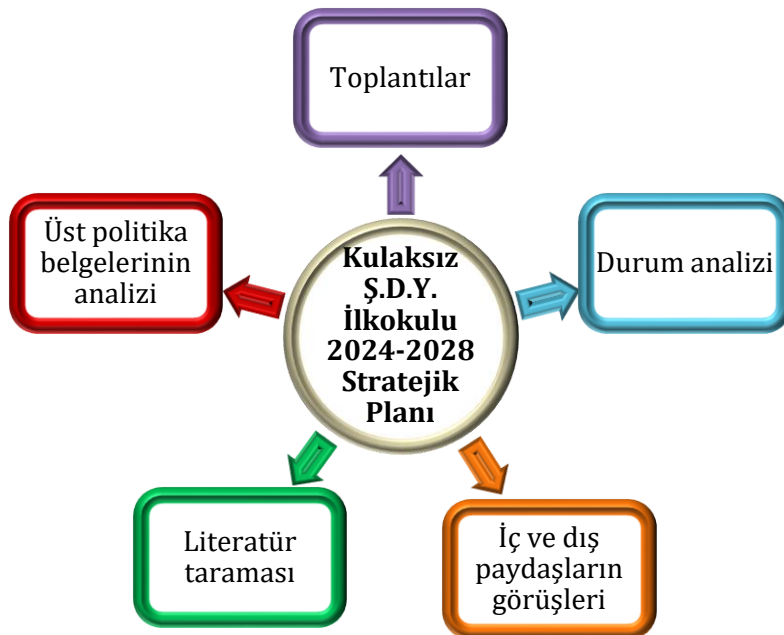 Toplantılar
Üst politika
belgelerinin
analizi
Kulaksız
Ş.D.Y.
İlkokulu
2024-2028
Stratejik
Planı
Durum analizi
Literatür
taraması
İç ve dış
paydaşların
görüşleri